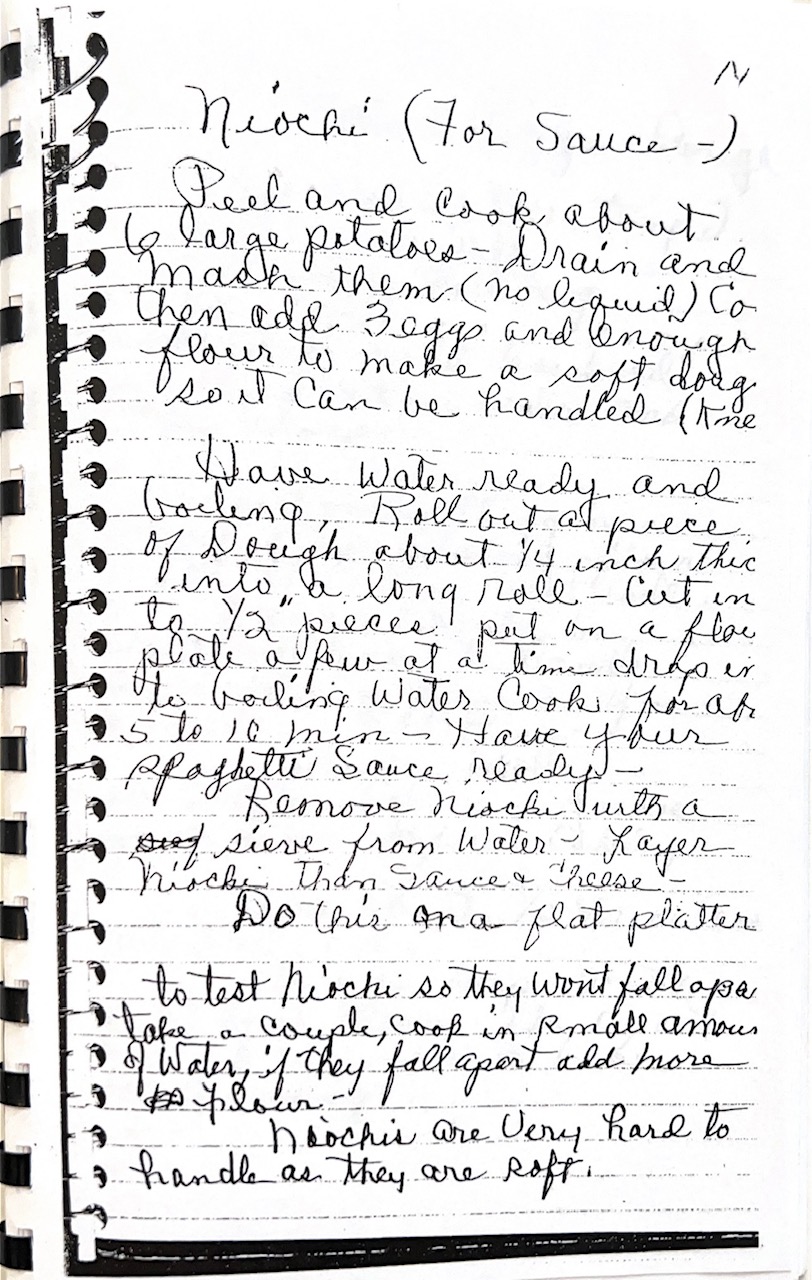 N
Niochi (For Sauce -)
Peel and Cook about
6 large potatoes - Drain and
Mash them (no liquid) Co
then add 3 eggs and enough
flour to make a soft doug
so it Can be handled (Kne
Have Water ready and
boiling, Roll out a piece
of Dough about 1/4 inch thic
into a long roll - Cut in
to 1/2" pieces put on a flou
plate a few at a time drop in
to boiling Water Cook for ab
5 to 10 min - Have your
spaghetti Sauce ready -
Remove Niochi with a
sieve from Water - Layer
Niochi than Sauce & Cheese -
Do this on a flat platter
to test Niochi so they wont fall apa
take a couple, cook in small amoun
of Water, if they fall apart add more
flour -
Niochis are Very hard to
handle as they are soft.